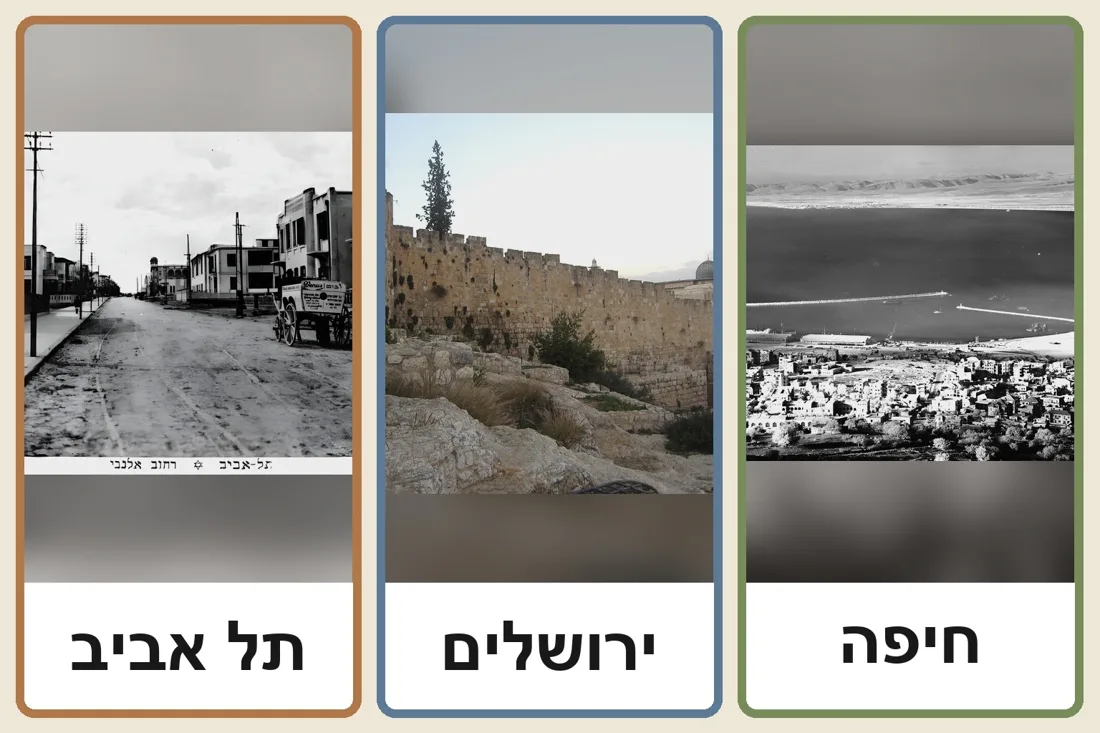 חיפה
ירושלים
תל אביב
תל-אביב ✡ רחוב אלנבי